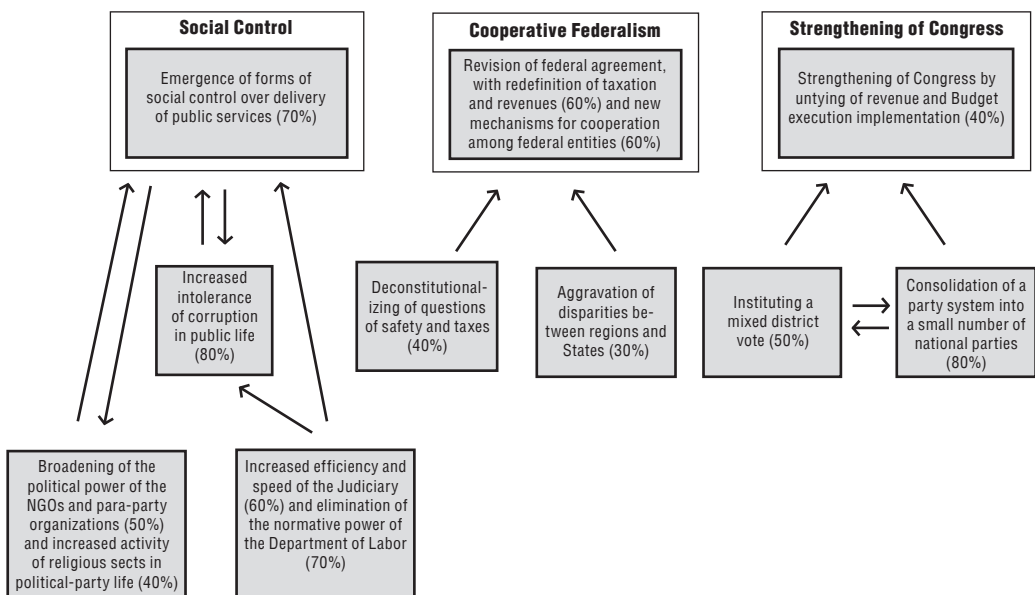 Social Control
Emergence of forms of
social control over delivery
of public services (70%)
Cooperative Federalism
Revision of federal agreement,
with redefinition of taxation
and revenues (60%) and new
mechanisms for cooperation
among federal entities (60%)
Strengthening of Congress
Strengthening of Congress by
untying of revenue and Budget
execution implementation (40%)
Increased
intolerance
of corruption
in public life
(80%)
Deconstitutional-
izing of questions
of safety and taxes
(40%)
Aggravation of
disparities be-
tween regions and
States (30%)
Instituting a
mixed district
vote (50%)
Consolidation of a
party system into
a small number of
national parties
(80%)
Broadening of the
political power of the
NGOs and para-party
organizations (50%)
and increased activity
of religious sects in
political-party life (40%)
Increased efficiency and
speed of the Judiciary
(60%) and elimination of
the normative power of
the Department of Labor
(70%)